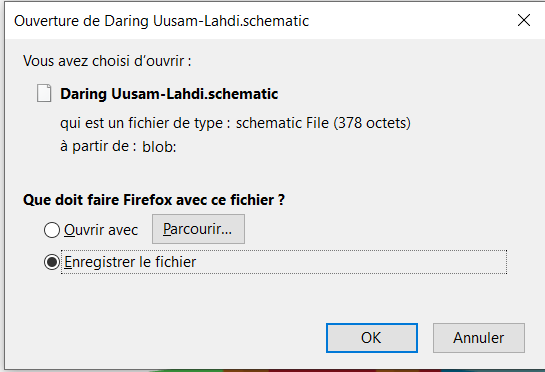 Ouverture de Daring Uusam-Lahdi.schematic
Vous avez choisi d'ouvrir :
Daring Uusam-Lahdi.schematic
qui est un fichier de type : schematic File (378 octets)
à partir de : blob:
Que doit faire Firefox avec ce fichier ?
Ouvrir avec Parcourir...
Enregistrer le fichier
OK Annuler